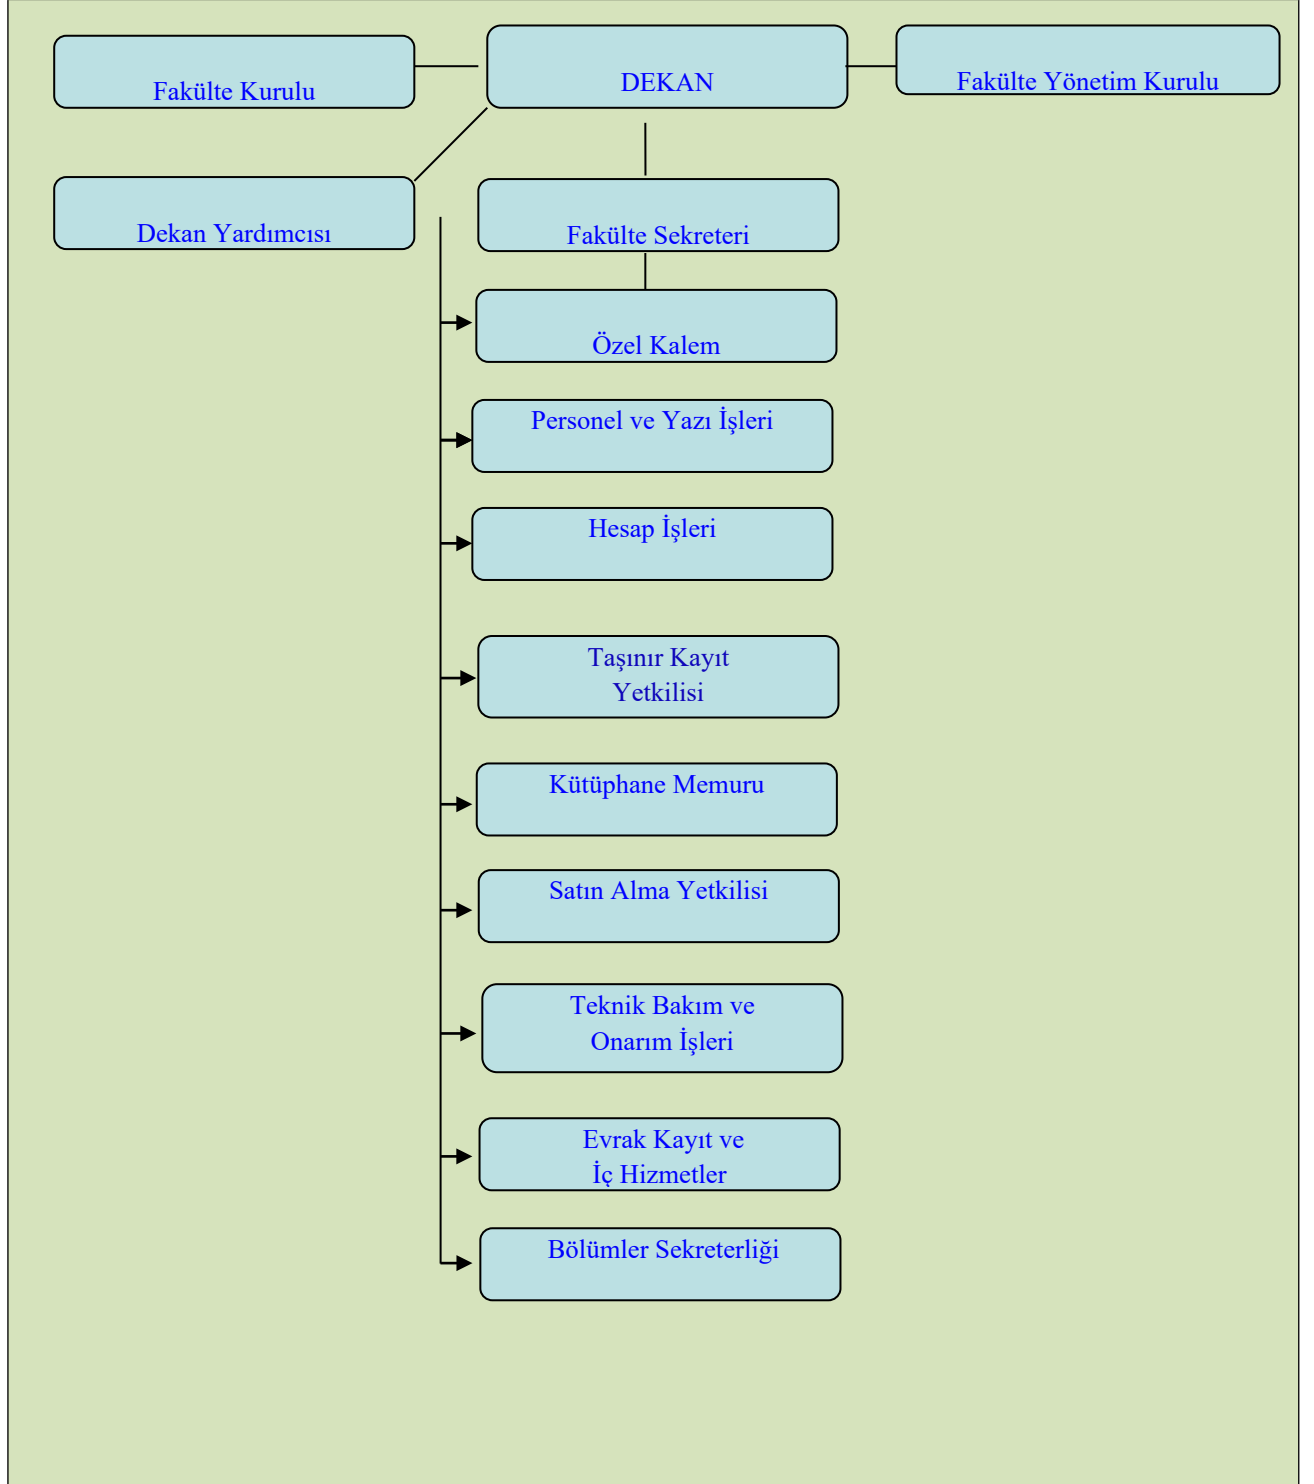 Fakülte Kurulu
DEKAN
Fakülte Yönetim Kurulu
Dekan Yardımcısı
Fakülte Sekreteri
Özel Kalem
Personel ve Yazı İşleri
Hesap İşleri
Taşınır Kayıt
Yetkilisi
Kütüphane Memuru
Satın Alma Yetkilisi
Teknik Bakım ve
Onarım İşleri
Evrak Kayıt ve
İç Hizmetler
Bölümler Sekreterliği